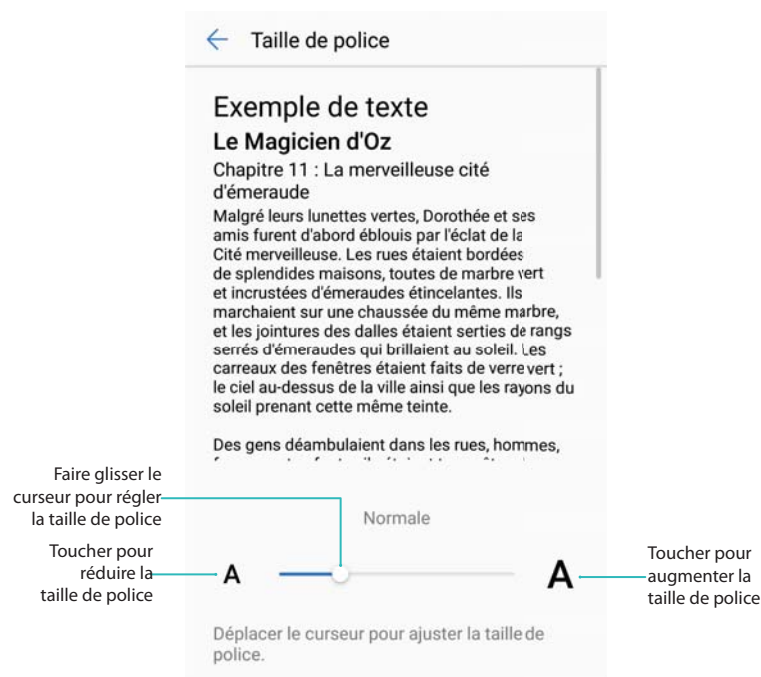 Taille de police
Exemple de texte
Le Magicien d'Oz
Chapitre 11 : La merveilleuse cité
d'émeraude
Malgré leurs lunettes vertes, Dorothée et ses
amis furent d'abord éblouis par l'éclat de la
Cité merveilleuse. Les rues étaient bordées
de splendides maisons, toutes de marbre vert
et incrustées d'émeraudes étincelantes. Ils
marchaient sur une chaussée du même marbre,
et les jointures des dalles étaient serties de rangs
serrés d'émeraudes qui brillaient au soleil. Les
carreaux des fenêtres étaient faits de verre vert ;
le ciel au-dessus de la ville ainsi que les rayons du
soleil prenant cette même teinte.
Des gens déambulaient dans les rues, hommes,
Faire glisser le
curseur pour régler
la taille de police
Normale
Toucher pour
réduire la
taille de police
A
A
Toucher pour
augmenter la
taille de police
Déplacer le curseur pour ajuster la taille de
police.